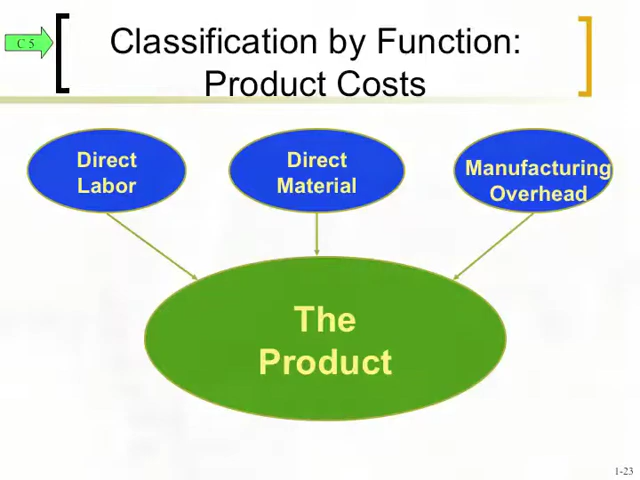 C 5
Classification by Function:
Product Costs
Direct
Labor
Direct
Material
Manufacturing
Overhead
The
Product
1-23